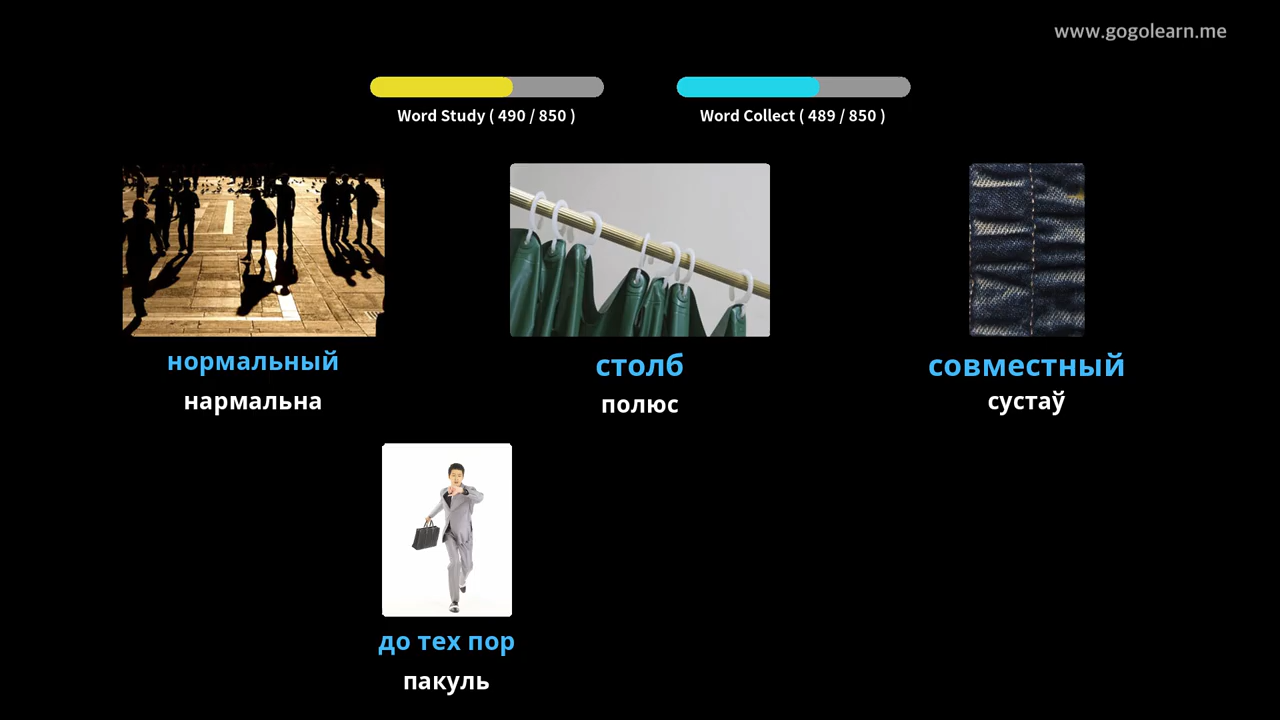 www.gogolearn.me
Word Study ( 490 / 850 )
Word Collect ( 489 / 850 )
нормальный
нармальна
столб
полюс
совместный
сустаў
до тех пор
пакуль